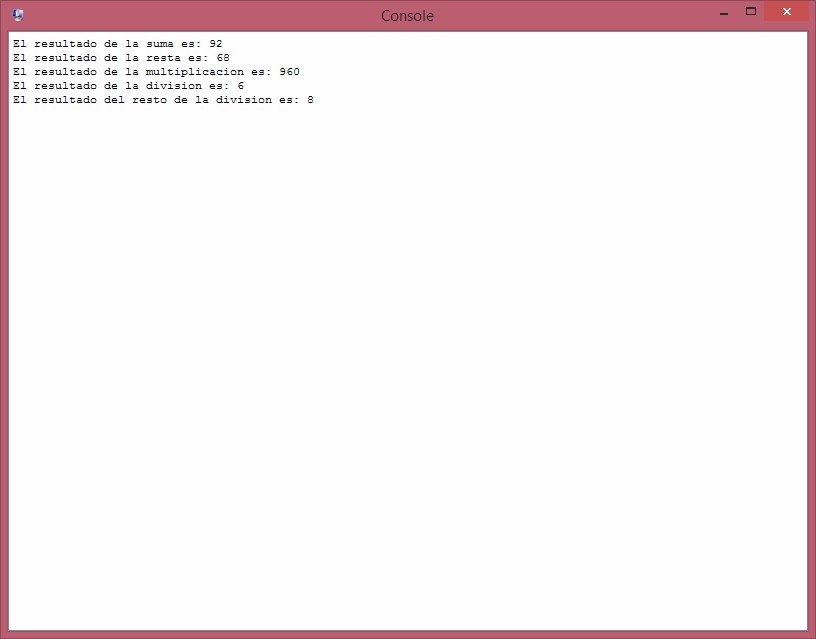 Console
El resultado de la suma es: 92
El resultado de la resta es: 68
El resultado de la multiplicacion es: 960
El resultado de la division es: 6
El resultado del resto de la division es: 8